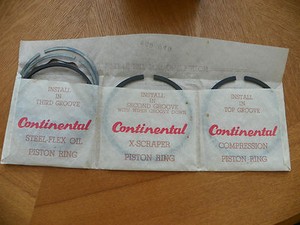 INSTALL
IN
THIRD GROOVE
Continental
STEEL-FLEX OIL
PISTON RING
INSTALL
IN
SECOND GROOVE
Continental
X-SCRAPER
PISTON RING
INSTALL
IN
TOP GROOVE
Continental
COMPRESSION
PISTON RING